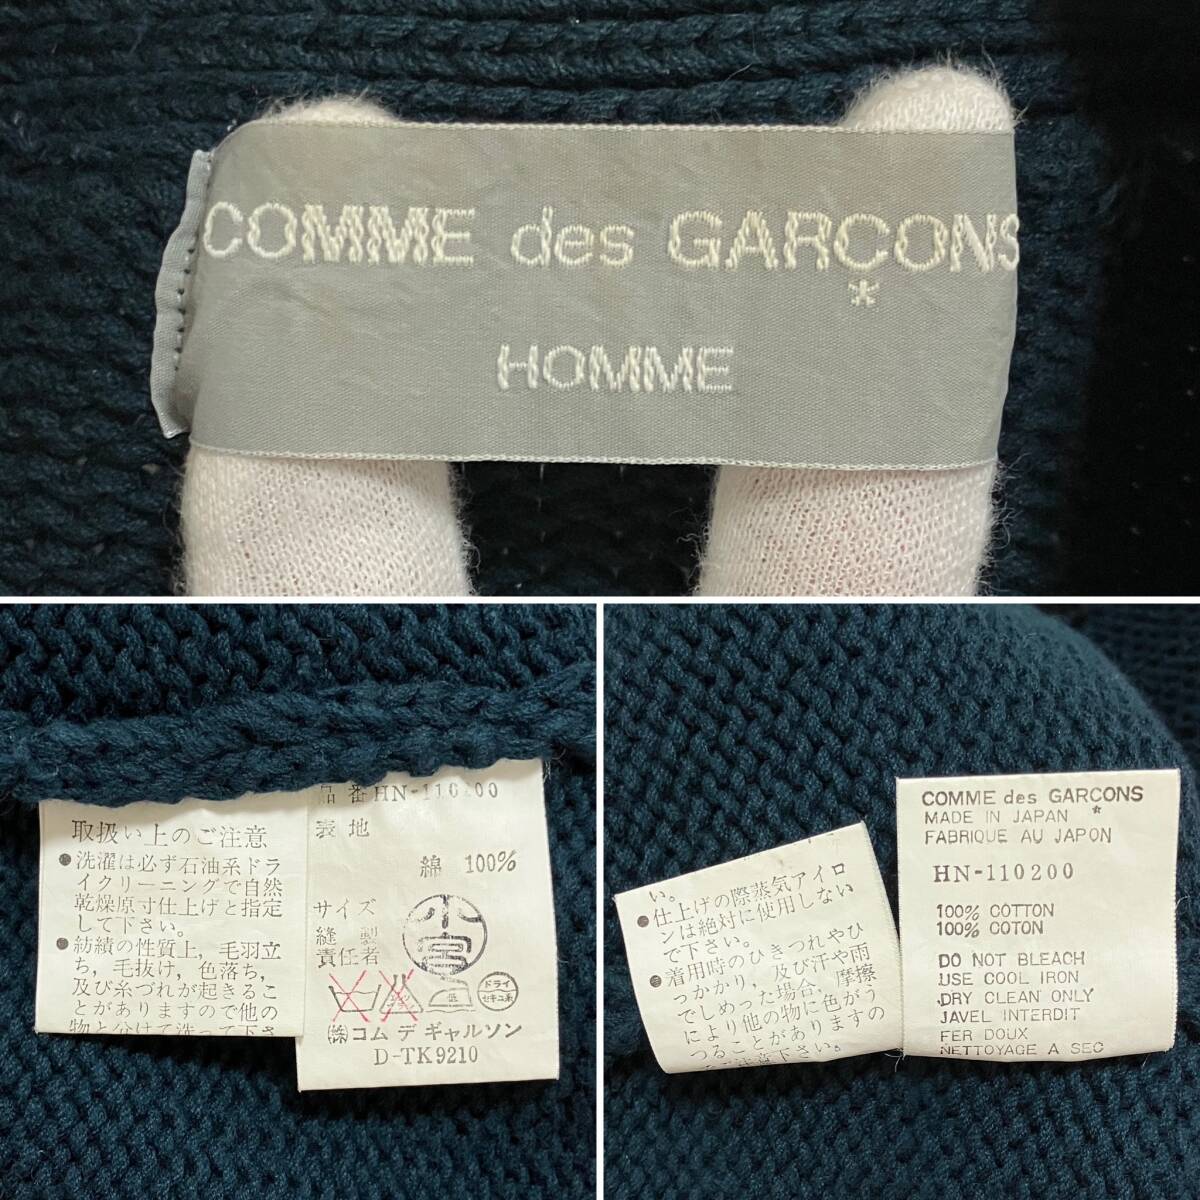 COMME des GARÇONS
*
HOMME
取扱い上のご注意
●洗濯は必ず石油系ドラ
イクリーニングで自然
乾燥原寸仕上げと指定
して下さい。
●紡績の性質上，毛羽立
ち，毛抜け，色落ち，
及び糸づれが起きるこ
とがありますので他の
物と分けて洗って下さ
品番 HN-110200
表地
綿 100%
サイズ
縫製
責任者
小宮
低
ドライ
セキユ系
㈱コム デ ギャルソン
D-TK9210
い。
●仕上げの際蒸気アイロ
ンは絶対に使用しない
で下さい。
●着用時のひきつれやひ
っかかり，及び汗や雨
でしめった場合，摩擦
により他の物に色がう
つることがありますの
でご注意下さい。
COMME des GARCONS
*
MADE IN JAPAN
FABRIQUE AU JAPON
HN-110200
100% COTTON
100% COTON
DO NOT BLEACH
USE COOL IRON
DRY CLEAN ONLY
JAVEL INTERDIT
FER DOUX
NETTOYAGE A SEC